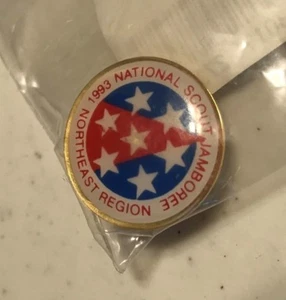 1993 NATIONAL SCOUT JAMBOREE
NORTHEAST REGION